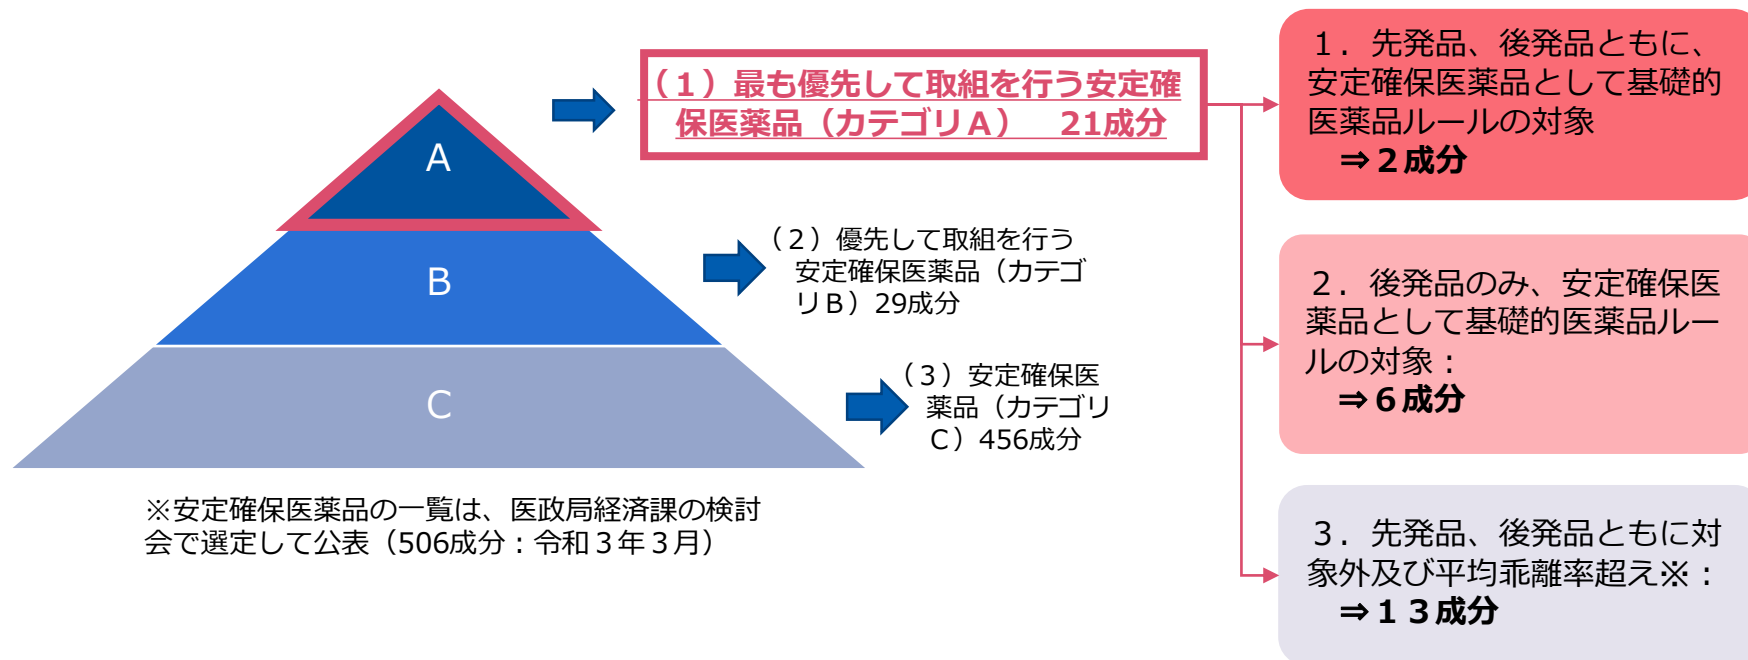 A
B
C
（１）最も優先して取組を行う安定確
保医薬品（カテゴリＡ）　21成分
（２）優先して取組を行う
安定確保医薬品（カテゴ
リＢ）29成分
（３）安定確保医
薬品（カテゴリ
Ｃ）456成分
※安定確保医薬品の一覧は、医政局経済課の検討
会で選定して公表（506成分：令和３年３月）
１．先発品、後発品ともに、
安定確保医薬品として基礎的
医薬品ルールの対象
⇒２成分
２．後発品のみ、安定確保医
薬品として基礎的医薬品ルー
ルの対象：
⇒６成分
３．先発品、後発品ともに対
象外及び平均乖離率超え※：
⇒１３成分